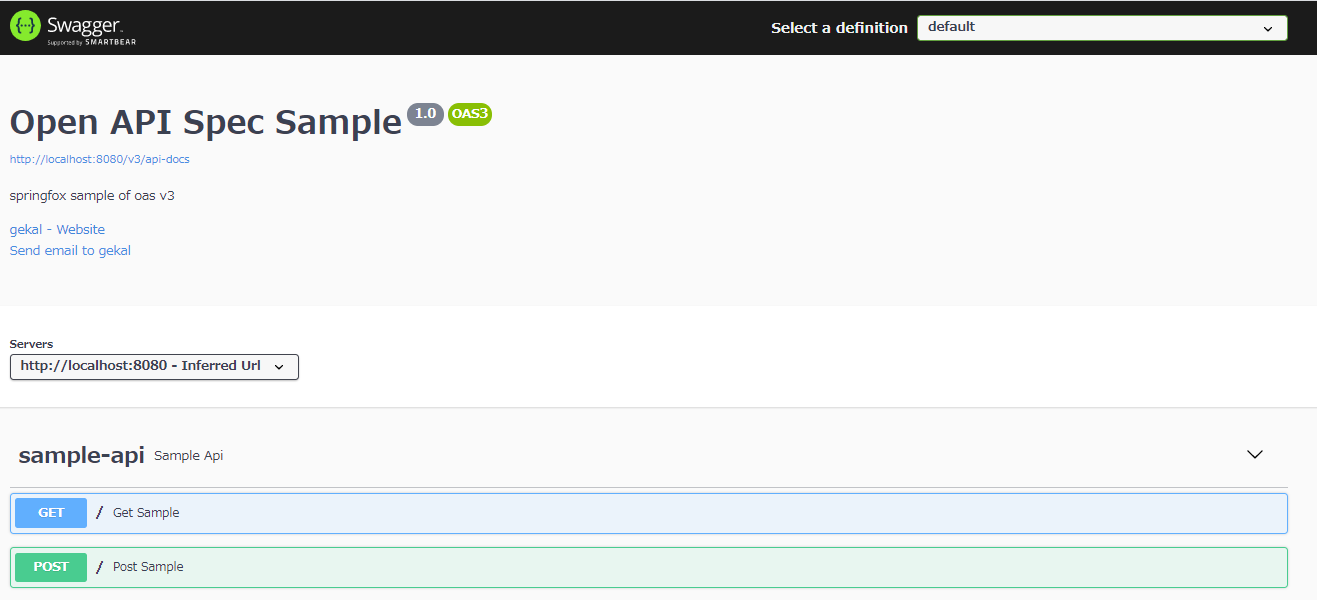 {···} Swagger
Supported by SMARTBEAR
Select a definition default
Open API Spec Sample 1.0 OAS3
http://localhost:8080/v3/api-docs
springfox sample of oas v3
gekal - Website
Send email to gekal
Servers
http://localhost:8080 - Inferred Url
sample-api Sample Api
GET / Get Sample
POST / Post Sample